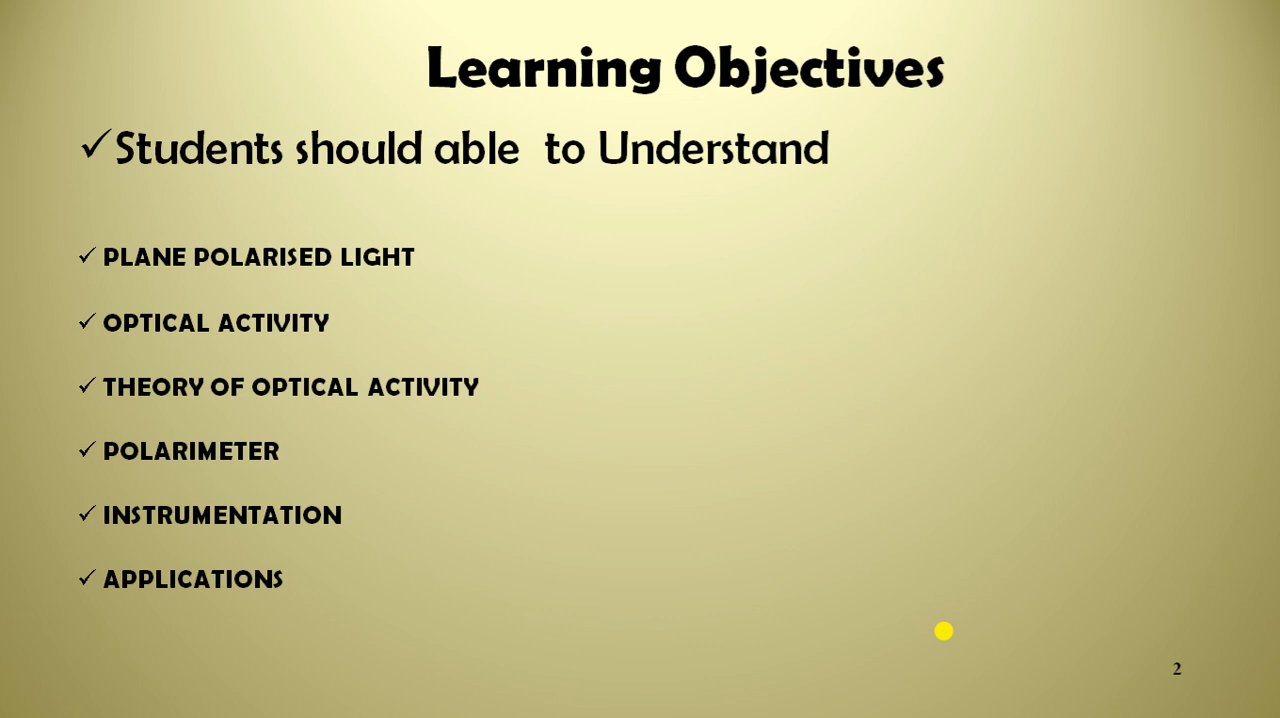 Learning Objectives
✓Students should able  to Understand
✓ PLANE POLARISED LIGHT
✓ OPTICAL ACTIVITY
✓ THEORY OF OPTICAL ACTIVITY
✓ POLARIMETER
✓ INSTRUMENTATION
✓ APPLICATIONS
2